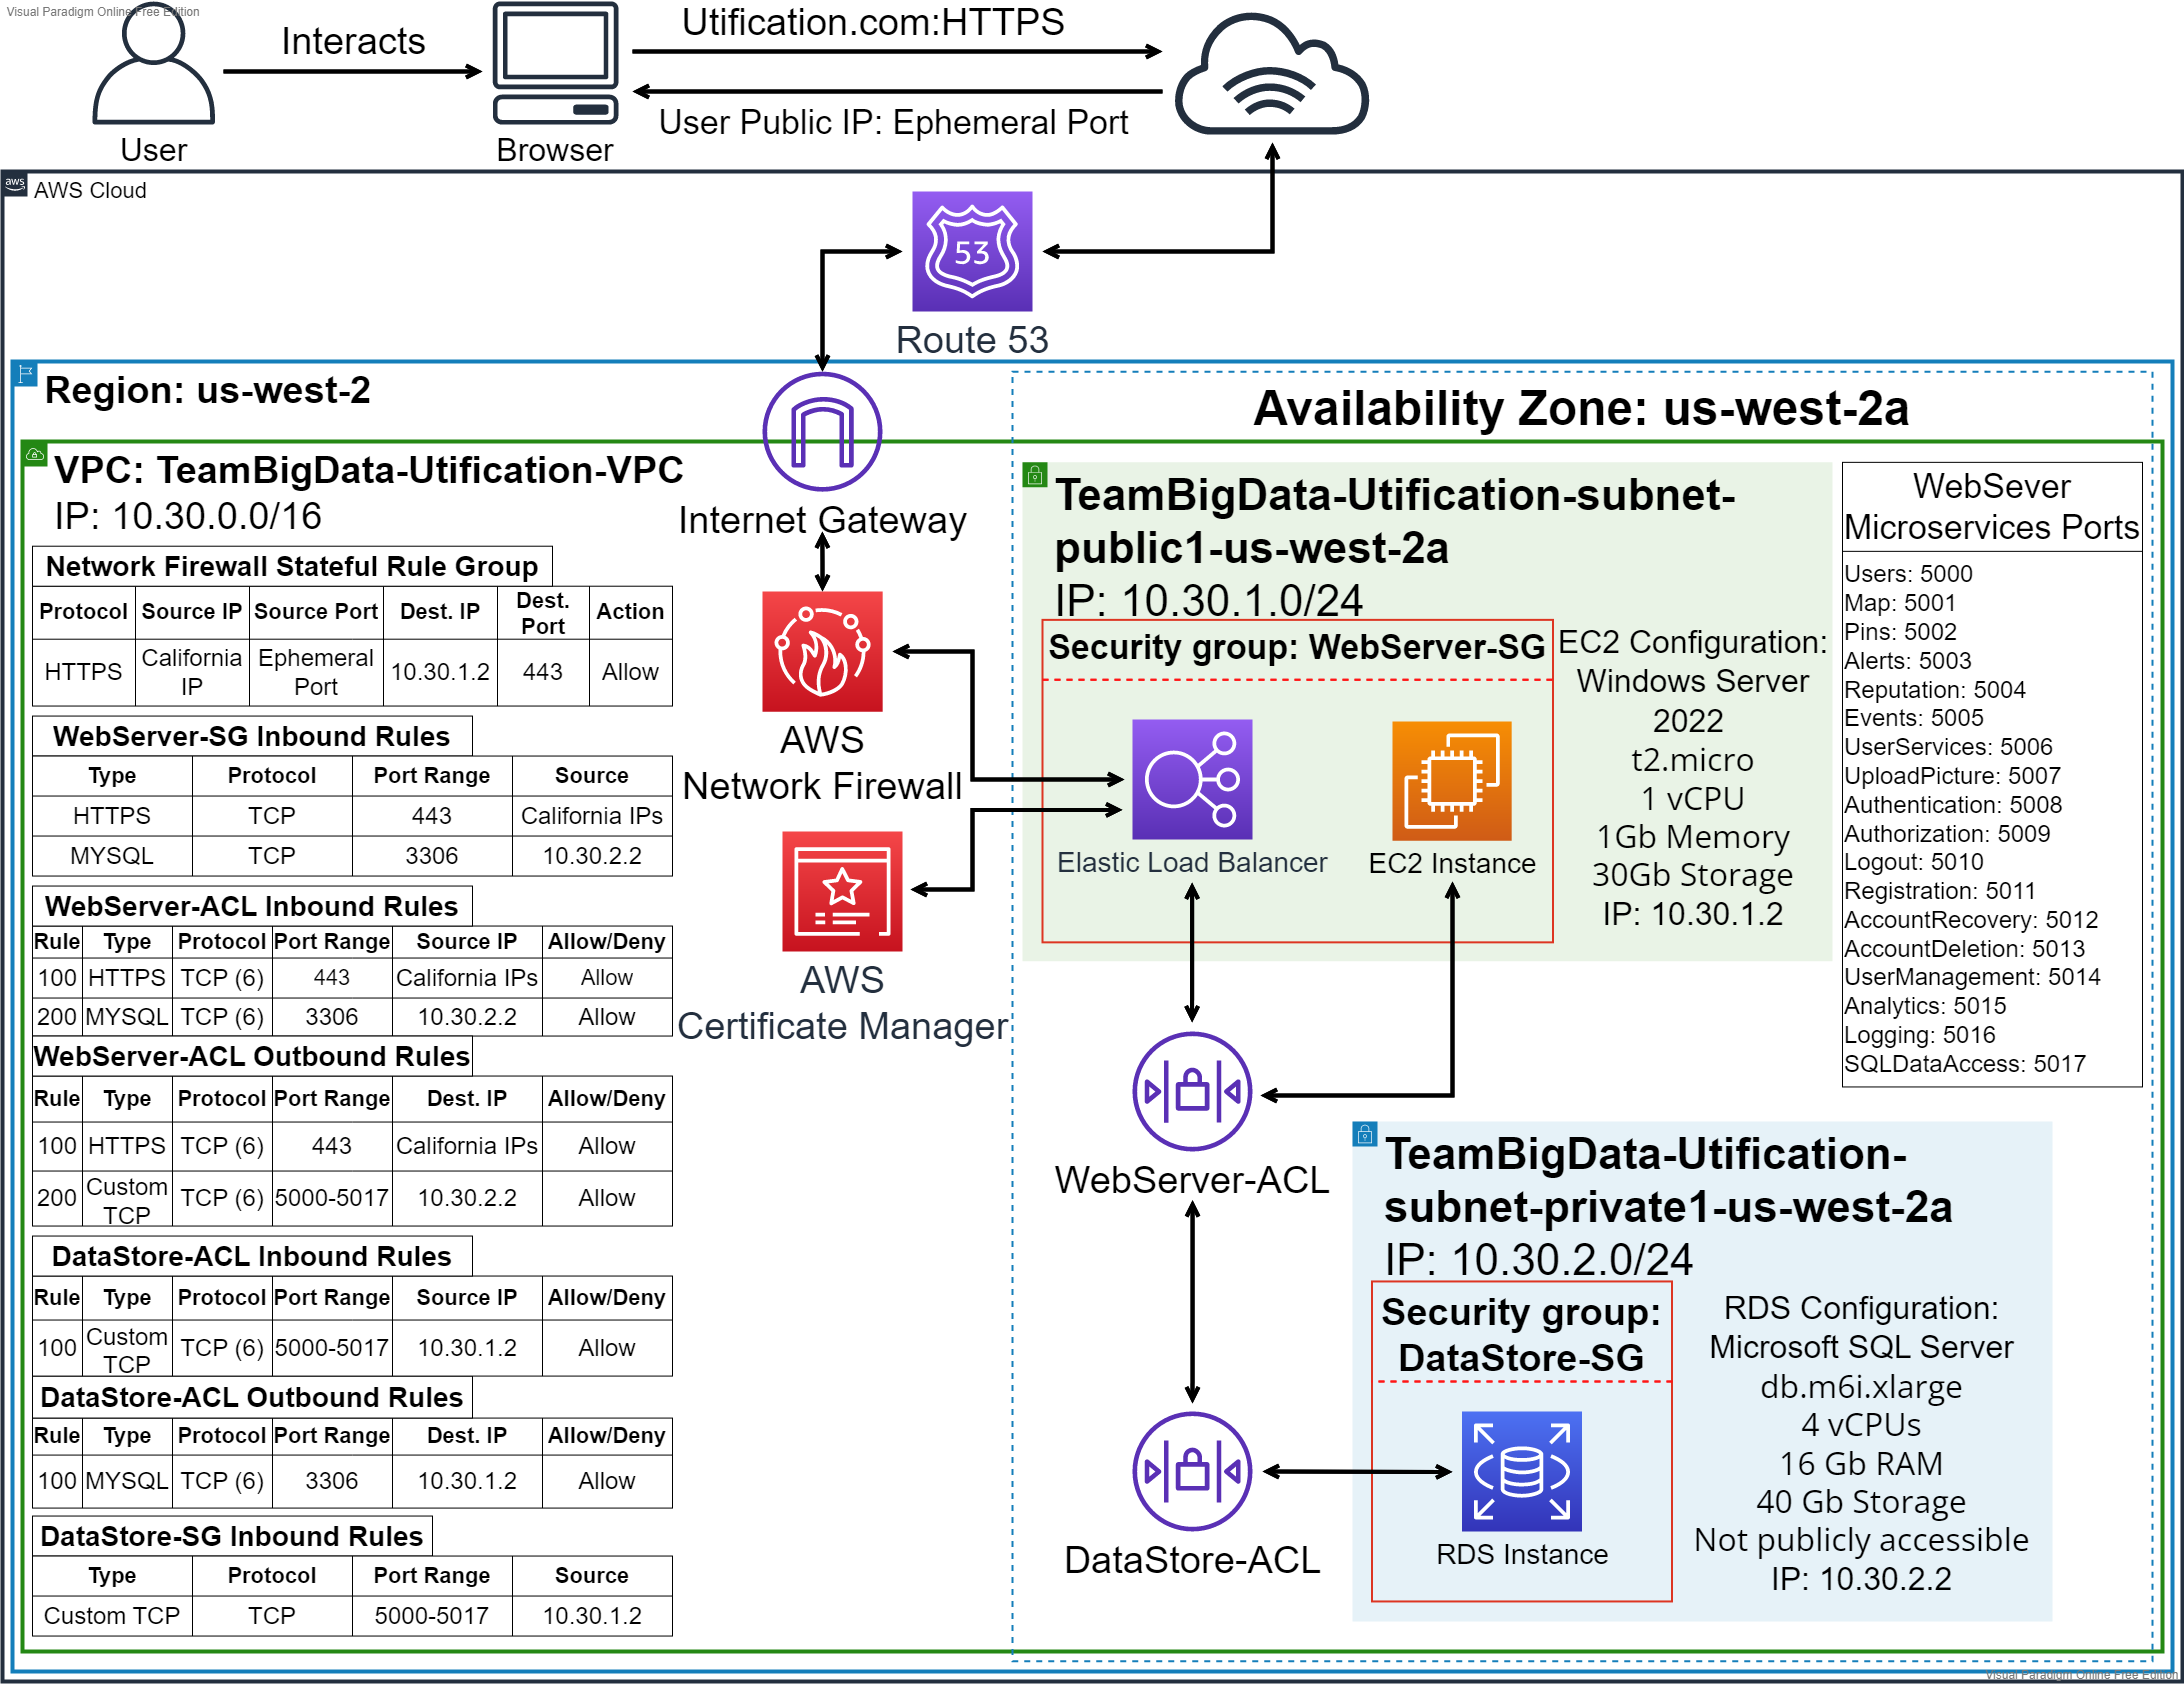 Visual Paradigm Online Free Edition
Interacts
Utification.com:HTTPS
User Public IP: Ephemeral Port
User
Browser
aws
AWS Cloud
53
Route 53
Region: us-west-2
Availability Zone: us-west-2a
VPC: TeamBigData-Utification-VPC
IP: 10.30.0.0/16
Internet Gateway
Network Firewall Stateful Rule Group
Protocol Source IP Source Port Dest. IP Dest. Port Action
HTTPS California IP Ephemeral Port 10.30.1.2 443 Allow
WebServer-SG Inbound Rules
Type Protocol Port Range Source
HTTPS TCP 443 California IPs
MYSQL TCP 3306 10.30.2.2
WebServer-ACL Inbound Rules
Rule Type Protocol Port Range Source IP Allow/Deny
100 HTTPS TCP (6) 443 California IPs Allow
200 MYSQL TCP (6) 3306 10.30.2.2 Allow
WebServer-ACL Outbound Rules
Rule Type Protocol Port Range Dest. IP Allow/Deny
100 HTTPS TCP (6) 443 California IPs Allow
200 Custom TCP TCP (6) 5000-5017 10.30.2.2 Allow
DataStore-ACL Inbound Rules
Rule Type Protocol Port Range Source IP Allow/Deny
100 Custom TCP TCP (6) 5000-5017 10.30.1.2 Allow
DataStore-ACL Outbound Rules
Rule Type Protocol Port Range Dest. IP Allow/Deny
100 MYSQL TCP (6) 3306 10.30.1.2 Allow
DataStore-SG Inbound Rules
Type Protocol Port Range Source
Custom TCP TCP 5000-5017 10.30.1.2
AWS
Network Firewall
AWS
Certificate Manager
TeamBigData-Utification-subnet-
public1-us-west-2a
IP: 10.30.1.0/24
Security group: WebServer-SG
Elastic Load Balancer
EC2 Instance
EC2 Configuration:
Windows Server
2022
t2.micro
1 vCPU
1Gb Memory
30Gb Storage
IP: 10.30.1.2
WebSever
Microservices Ports
Users: 5000
Map: 5001
Pins: 5002
Alerts: 5003
Reputation: 5004
Events: 5005
UserServices: 5006
UploadPicture: 5007
Authentication: 5008
Authorization: 5009
Logout: 5010
Registration: 5011
AccountRecovery: 5012
AccountDeletion: 5013
UserManagement: 5014
Analytics: 5015
Logging: 5016
SQLDataAccess: 5017
WebServer-ACL
TeamBigData-Utification-
subnet-private1-us-west-2a
IP: 10.30.2.0/24
Security group:
DataStore-SG
RDS Instance
RDS Configuration:
Microsoft SQL Server
db.m6i.xlarge
4 vCPUs
16 Gb RAM
40 Gb Storage
Not publicly accessible
IP: 10.30.2.2
DataStore-ACL
Visual Paradigm Online Free Edition